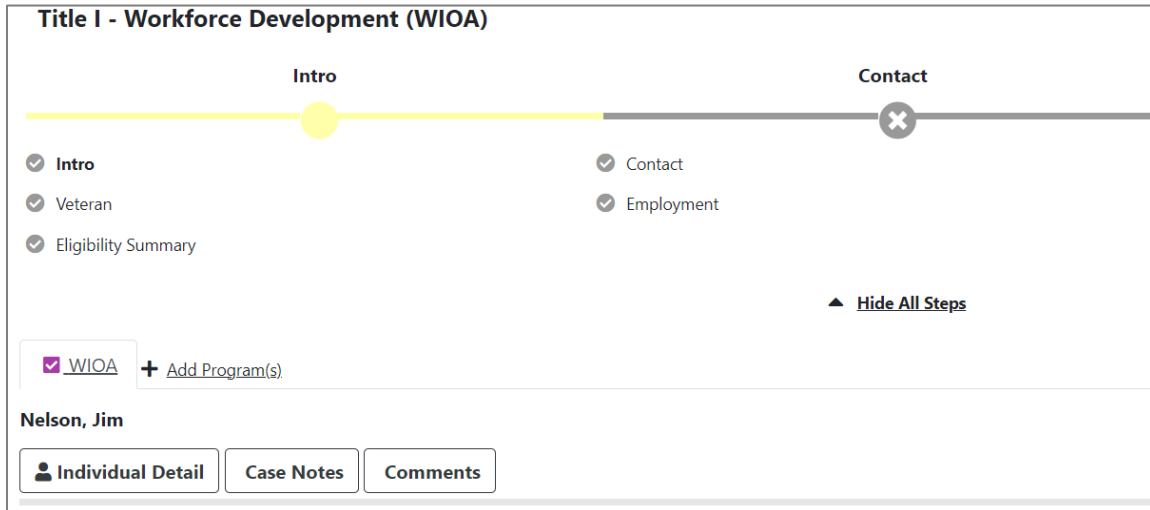 Title I - Workforce Development (WIOA)
Intro Contact
Intro Contact
Veteran Employment
Eligibility Summary
Hide All Steps
WIOA Add Program(s)
Nelson, Jim
Individual Detail Case Notes Comments